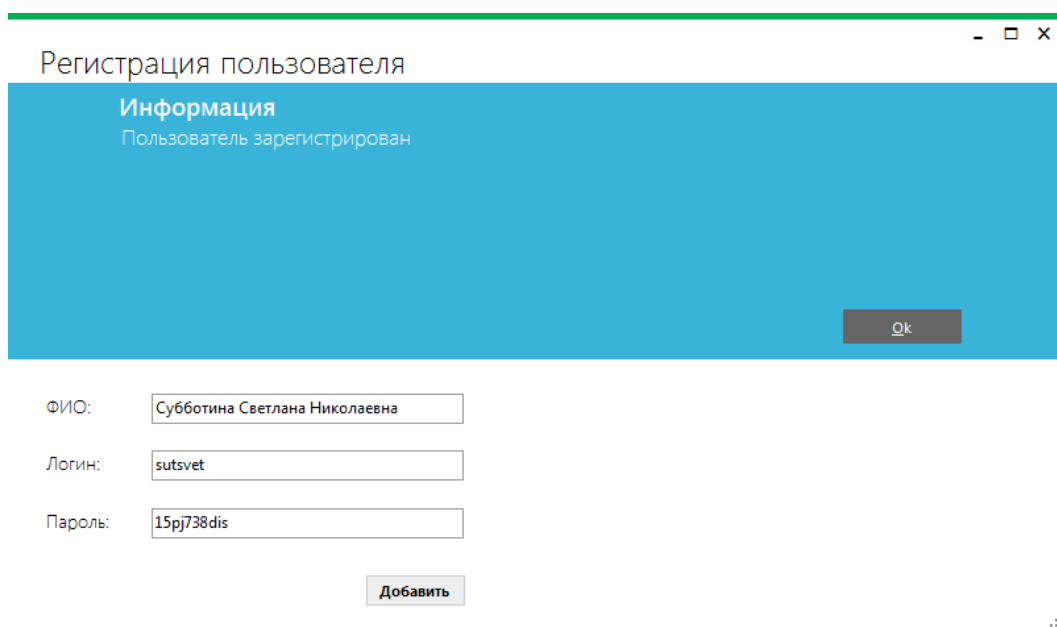 Регистрация пользователя
Информация
Пользователь зарегистрирован
Ok
ФИО: Субботина Светлана Николаевна
Логин: sutsvet
Пароль: 15pj738dis
Добавить